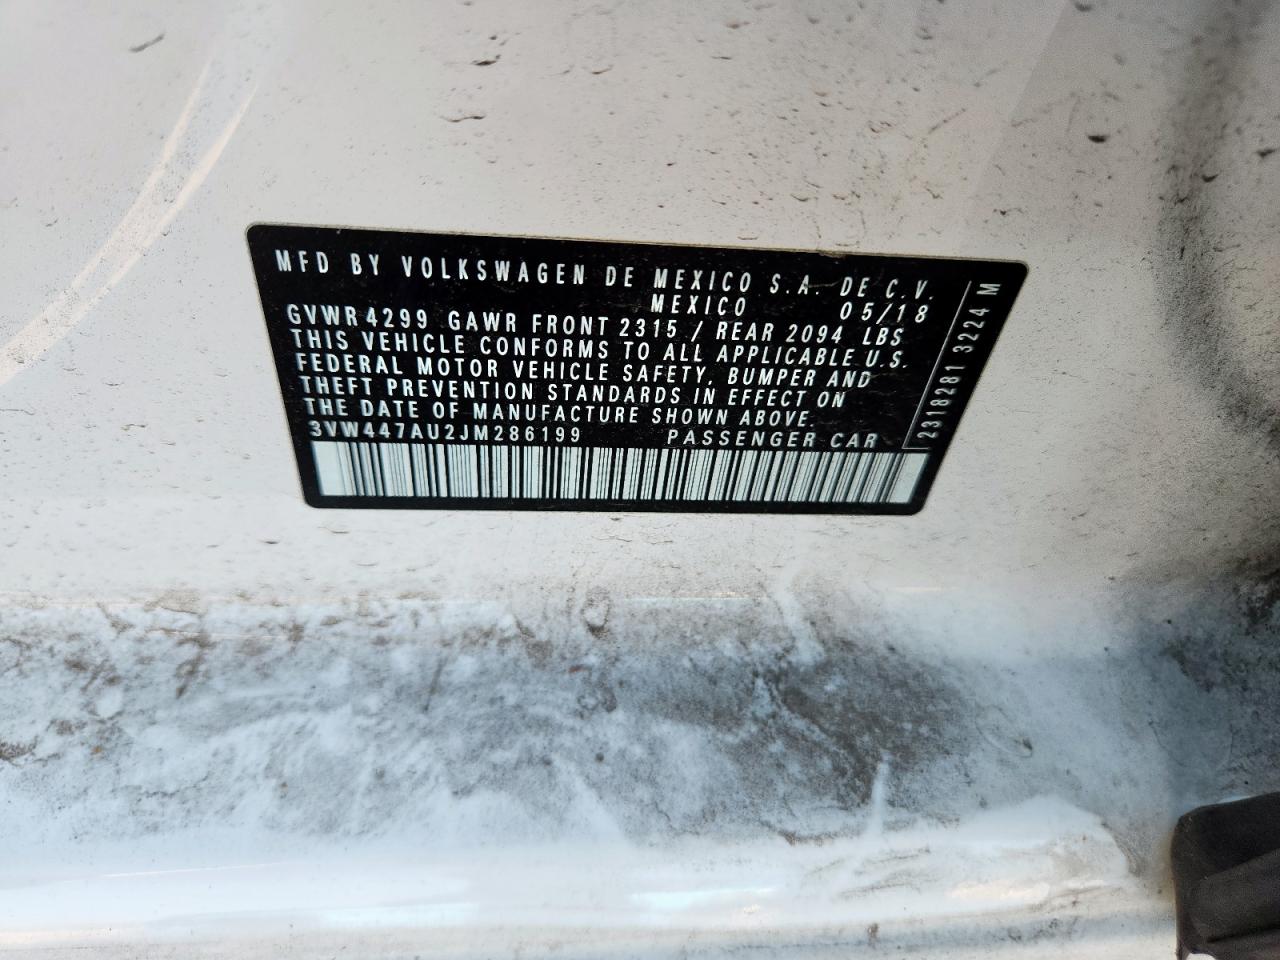 MFD BY VOLKSWAGEN DE MEXICO S.A. DE C.V.
MEXICO 05/18
GVWR 4299 GAWR FRONT 2315 / REAR 2094 LBS
THIS VEHICLE CONFORMS TO ALL APPLICABLE U.S.
FEDERAL MOTOR VEHICLE SAFETY, BUMPER AND
THEFT PREVENTION STANDARDS IN EFFECT ON
THE DATE OF MANUFACTURE SHOWN ABOVE.
3VW447AU2JM286199 PASSENGER CAR
2318281 3224 M